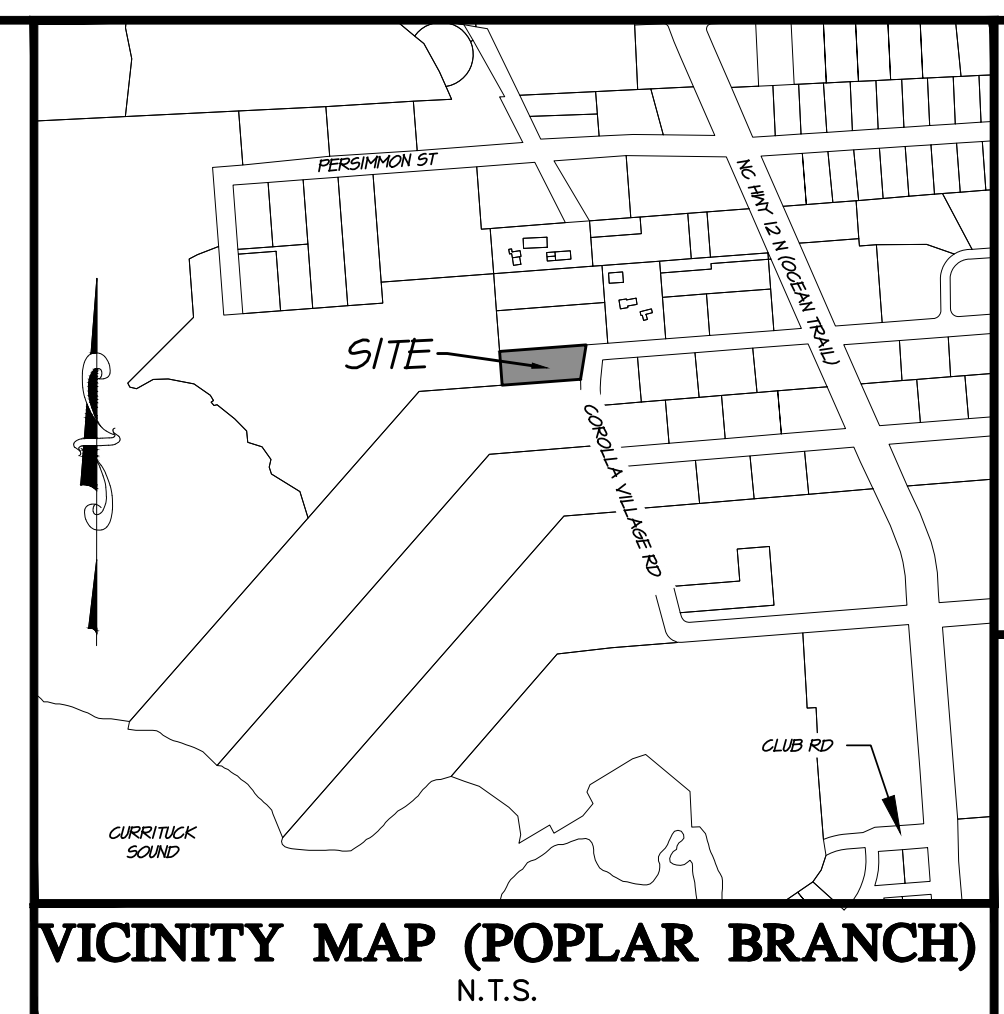 PERSIMMON ST
NC HWY 12 N (OCEAN TRAIL)
SITE
COROLLA VILLAGE RD
CLUB RD
CURRITUCK
SOUND
VICINITY MAP (POPLAR BRANCH)
N.T.S.